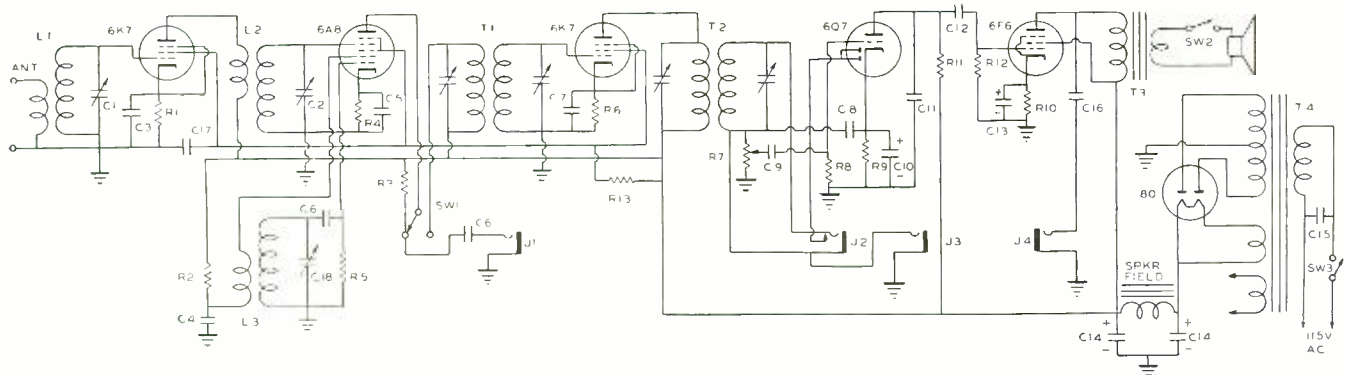 L1
6K7
L2
6A8
T1
6K7
T2
6Q7
C12
6F6
T3
SW2
ANT
C1
C3
R1
C17
C2
C5
R4
C7
R6
C8
R7
C9
R8
R9
C10
C11
R11
R12
C13
R10
C16
T4
80
R3
R13
SW1
C6
C6
J1
J2
J3
J4
R2
C18
R5
C4
L3
SPKR
FIELD
C14
C14
C15
SW3
115V
AC